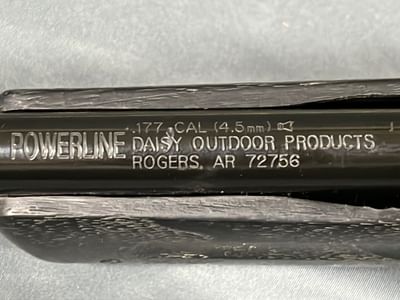 .177 CAL (4.5mm)
POWERLINE DAISY OUTDOOR PRODUCTS
ROGERS, AR 72756